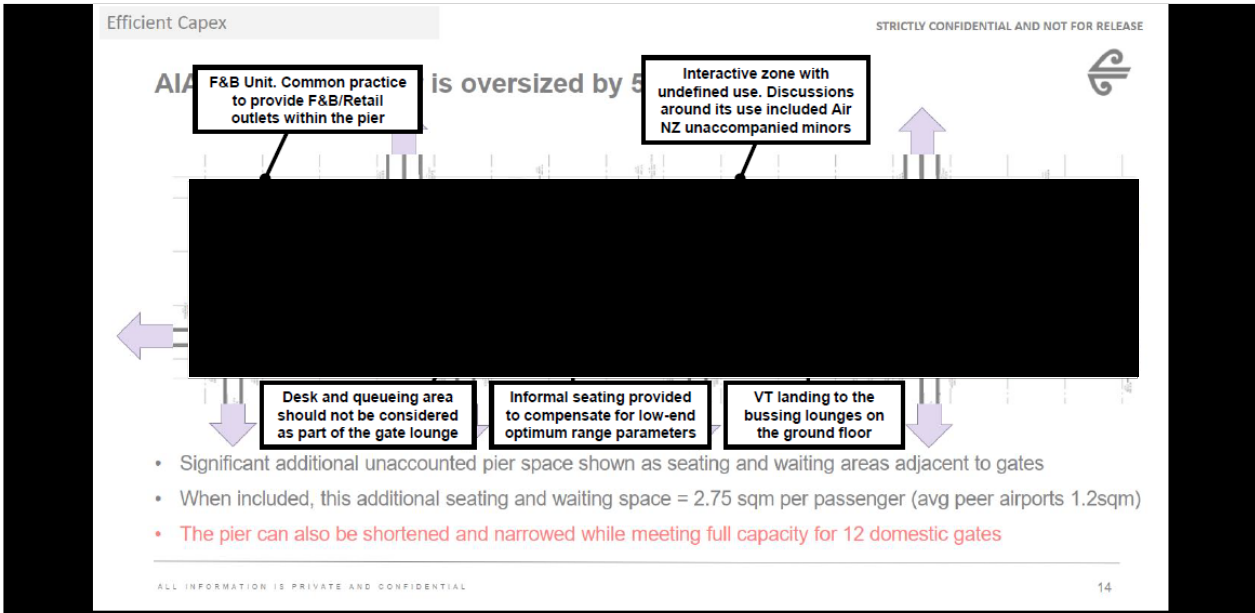 Efficient Capex
STRICTLY CONFIDENTIAL AND NOT FOR RELEASE
is oversized by
F&B Unit. Common practice
to provide F&B/Retail
outlets within the pier
Interactive zone with
undefined use. Discussions
around its use included Air
NZ unaccompanied minors
Desk and queueing area
should not be considered
as part of the gate lounge
Informal seating provided
to compensate for low-end
optimum range parameters
VT landing to the
bussing lounges on
the ground floor
• Significant additional unaccounted pier space shown as seating and waiting areas adjacent to gates
• When included, this additional seating and waiting space = 2.75 sqm per passenger (avg peer airports 1.2sqm)
• The pier can also be shortened and narrowed while meeting full capacity for 12 domestic gates
ALL INFORMATION IS PRIVATE AND CONFIDENTIAL
14